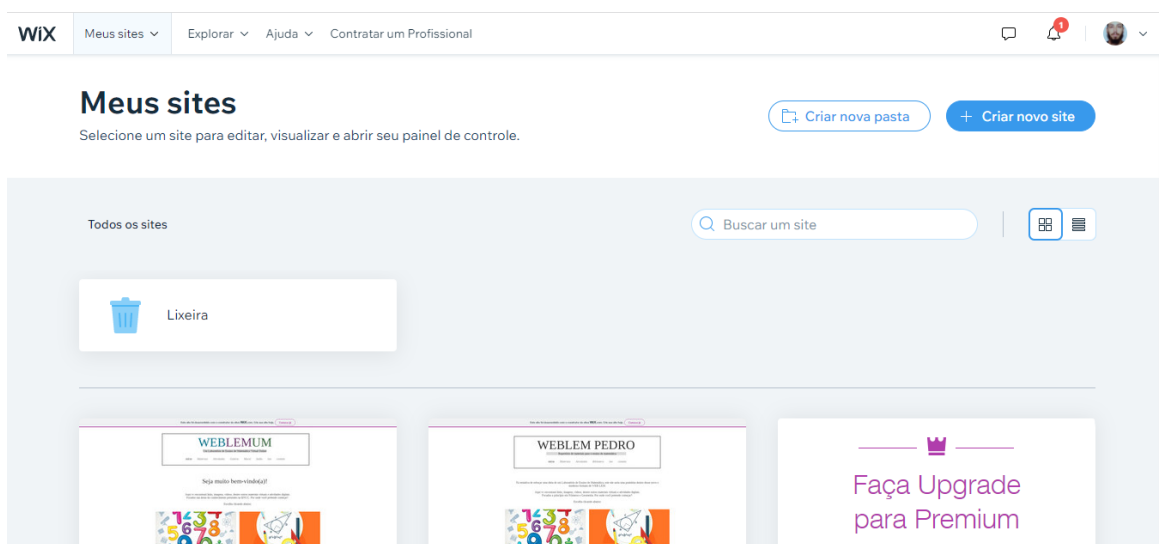 WiX
Meus sites
Explorar
Ajuda
Contratar um Profissional
1
Meus sites
Selecione um site para editar, visualizar e abrir seu painel de controle.
Criar nova pasta
+ Criar novo site
Todos os sites
Buscar um site
Lixeira
WEBLEMUM
Seja muito bem-vindo(a)!
WEBLEM PEDRO
Faça Upgrade
para Premium